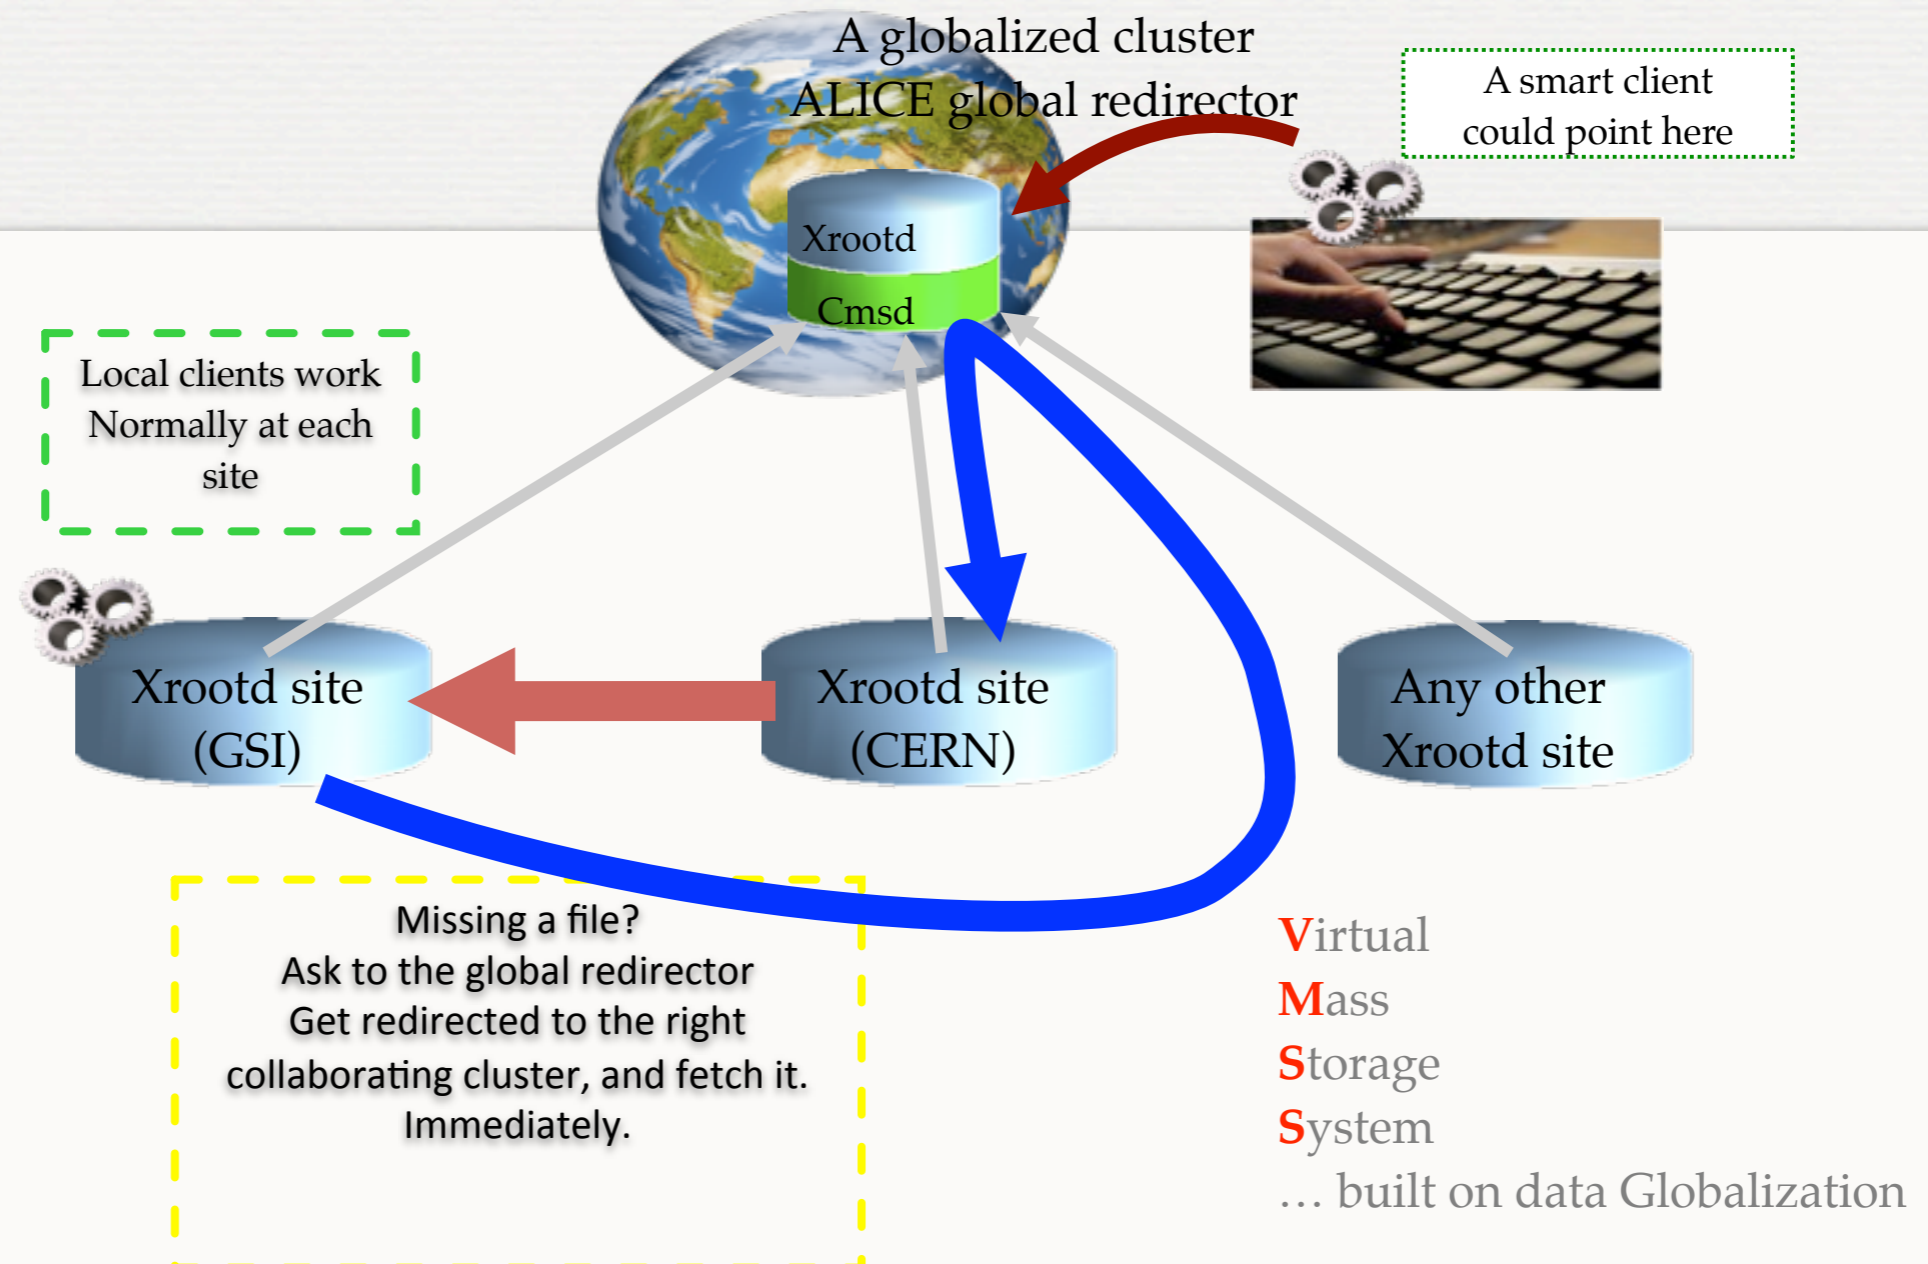 A globalized cluster
ALICE global redirector
A smart client
could point here
Xrootd
Cmsd
Local clients work
Normally at each
site
Xrootd site
(GSI)
Xrootd site
(CERN)
Any other
Xrootd site
Missing a file?
Ask to the global redirector
Get redirected to the right
collaborating cluster, and fetch it.
Immediately.
Virtual
Mass
Storage
System
… built on data Globalization